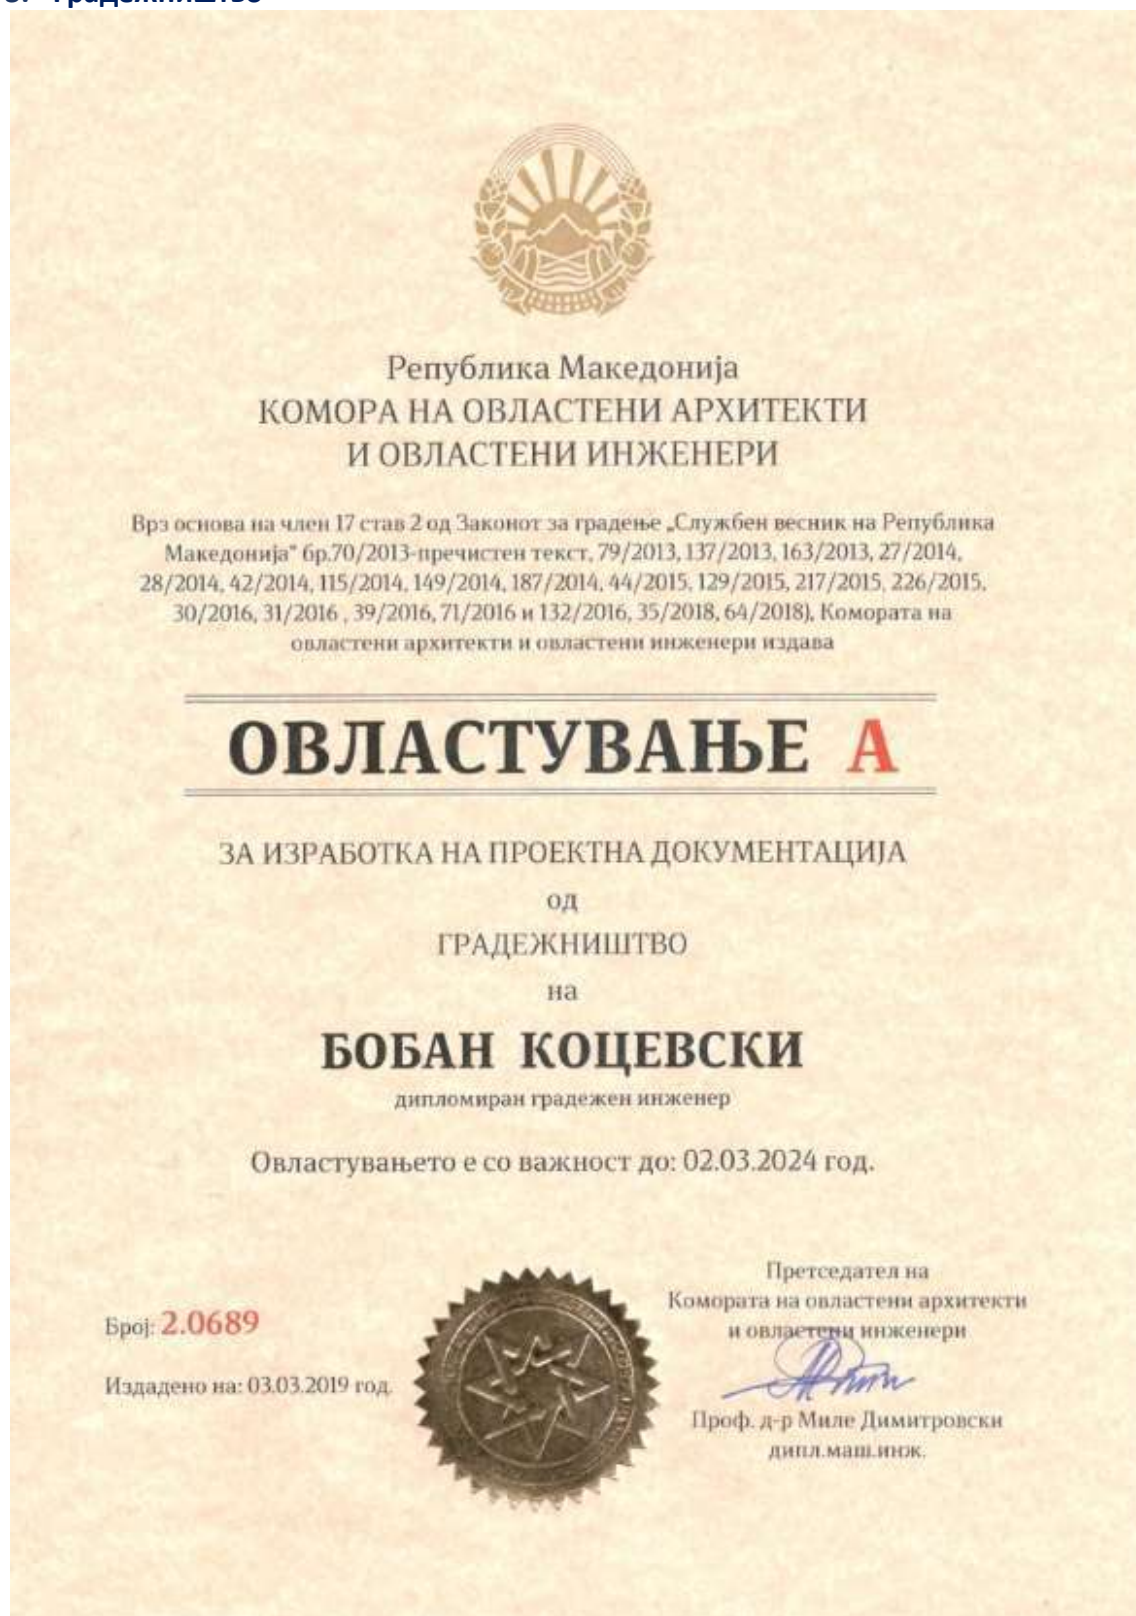 Република Македонија
КОМОРА НА ОВЛАСТЕНИ АРХИТЕКТИ
И ОВЛАСТЕНИ ИНЖЕНЕРИ
Врз основа на член 17 став 2 од Законот за градење „Службен весник на Република
Македонија“ бр.70/2013-пречистен текст, 79/2013, 137/2013, 163/2013, 27/2014,
28/2014, 42/2014, 115/2014, 149/2014, 187/2014, 44/2015, 129/2015, 217/2015, 226/2015,
30/2016, 31/2016 , 39/2016, 71/2016 и 132/2016, 35/2018, 64/2018), Комората на
овластени архитекти и овластени инженери издава
ОВЛАСТУВАЊЕ А
ЗА ИЗРАБОТКА НА ПРОЕКТНА ДОКУМЕНТАЦИЈА
од
ГРАДЕЖНИШТВО
на
БОБАН КОЦЕВСКИ
дипломиран градежен инженер
Овластувањето е со важност до: 02.03.2024 год.
Број: 2.0689
Издадено на: 03.03.2019 год.
Претседател на
Комората на овластени архитекти
и овластени инженери
Проф. д-р Миле Димитровски
дипл.маш.инж.